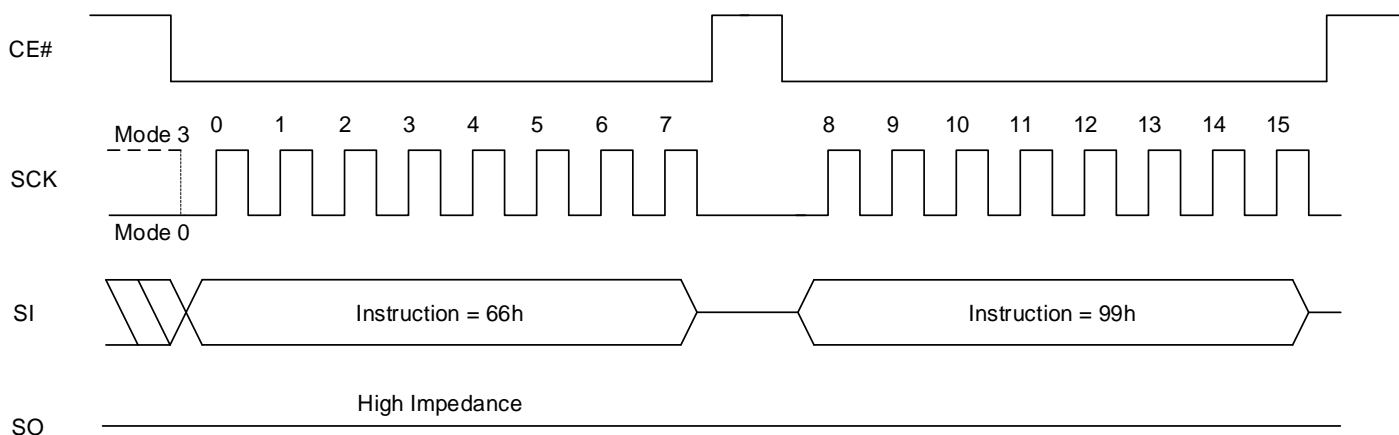 CE#
Mode 3
0 1 2 3 4 5 6 7 8 9 10 11 12 13 14 15
SCK
Mode 0
SI
Instruction = 66h
Instruction = 99h
High Impedance
SO